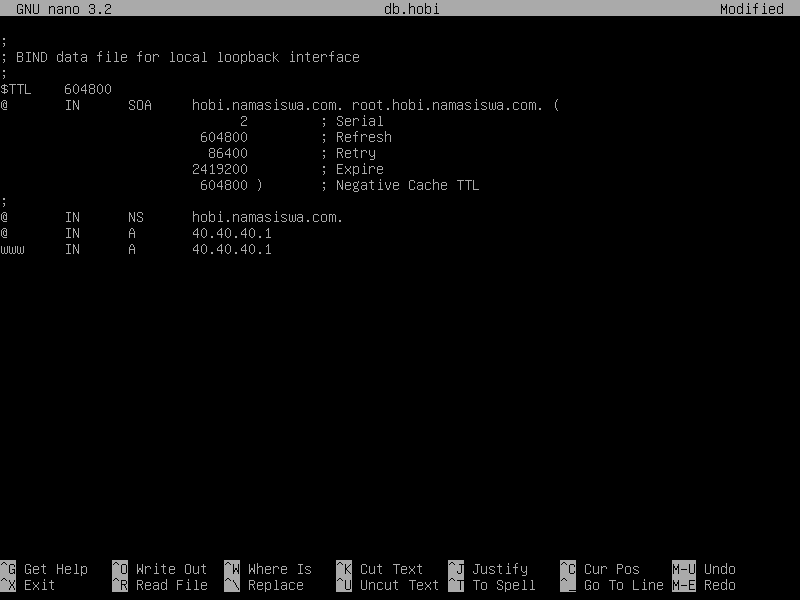 GNU nano 3.2 db.hobi Modified
;
; BIND data file for local loopback interface
;
$TTL 604800
@ IN SOA hobi.namasiswa.com. root.hobi.namasiswa.com. (
2 ; Serial
604800 ; Refresh
86400 ; Retry
2419200 ; Expire
604800 ) ; Negative Cache TTL
;
@ IN NS hobi.namasiswa.com.
@ IN A 40.40.40.1
www IN A 40.40.40.1
^G Get Help ^O Write Out ^W Where Is ^K Cut Text ^J Justify ^C Cur Pos M-U Undo
^X Exit ^R Read File ^\ Replace ^U Uncut Text ^T To Spell ^_ Go To Line M-E Redo